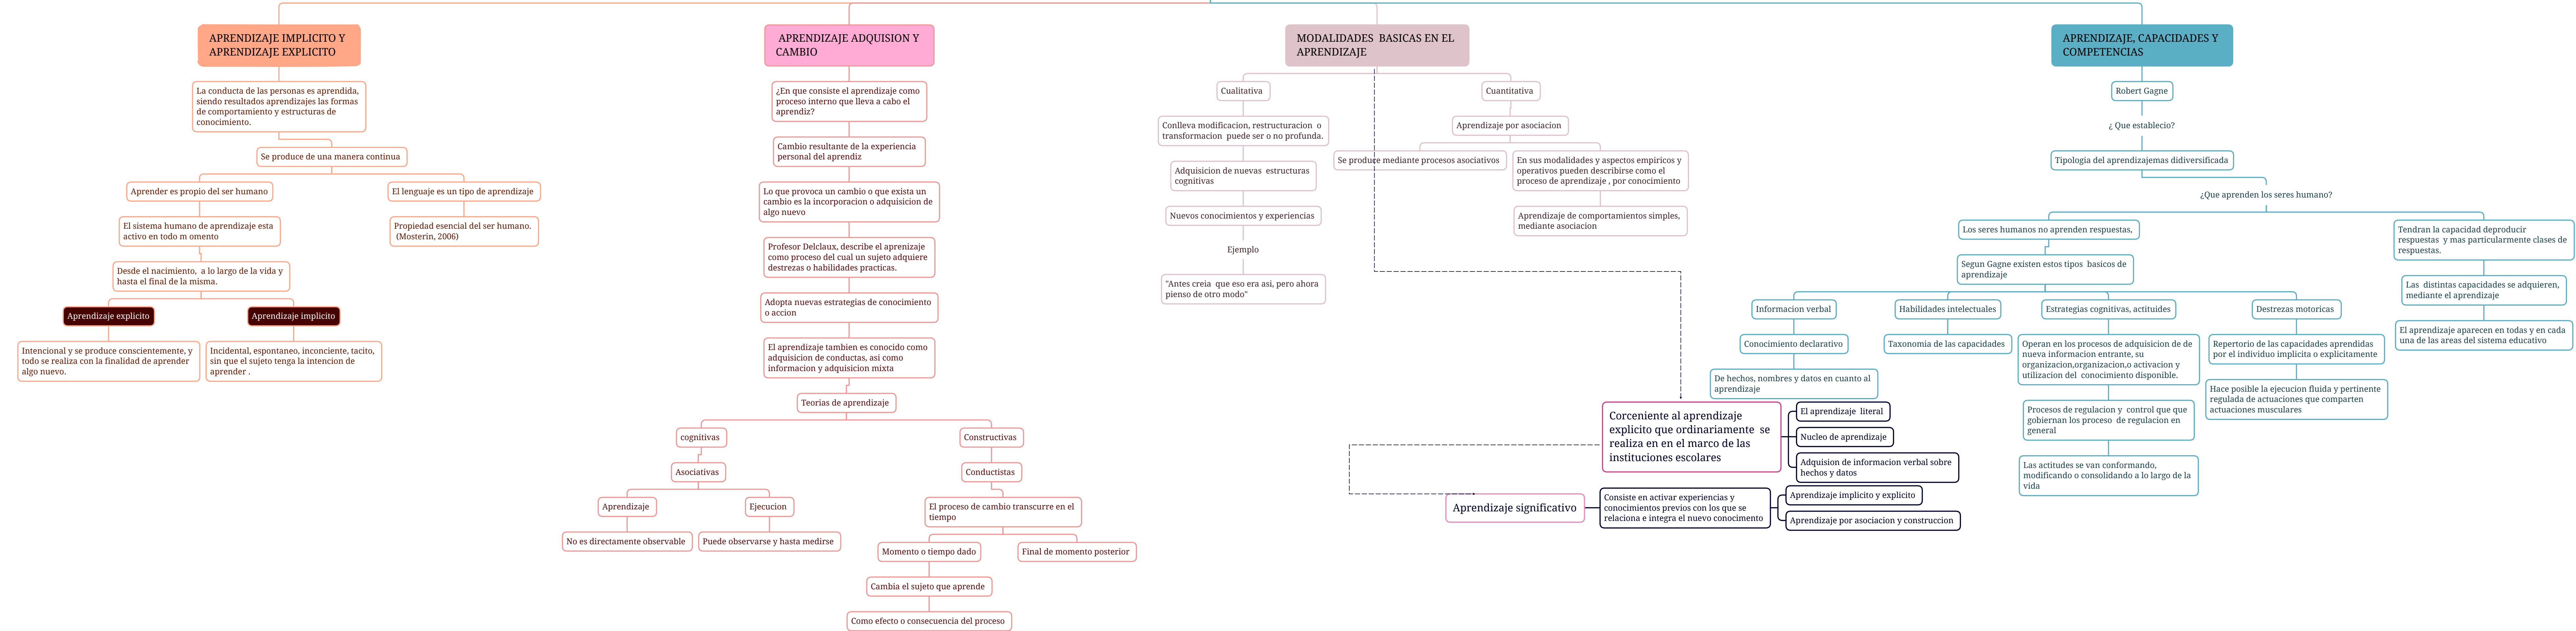 APRENDIZAJE IMPLICITO Y
APRENDIZAJE EXPLICITO
La conducta de las personas es aprendida,
siendo resultados aprendizajes las formas
de comportamiento y estructuras de
conocimiento.
Se produce de una manera continua
Aprender es propio del ser humano
El lenguaje es un tipo de aprendizaje
El sistema humano de aprendizaje esta
activo en todo m omento
Propiedad esencial del ser humano.
(Mosterin, 2006)
Desde el nacimiento, a lo largo de la vida y
hasta el final de la misma.
Aprendizaje explicito
Aprendizaje implicito
Intencional y se produce conscientemente, y
todo se realiza con la finalidad de aprender
algo nuevo.
Incidental, espontaneo, inconciente, tacito,
sin que el sujeto tenga la intencion de
aprender .
APRENDIZAJE ADQUISION Y
CAMBIO
¿En que consiste el aprendizaje como
proceso interno que lleva a cabo el
aprendiz?
Cambio resultante de la experiencia
personal del aprendiz
Lo que provoca un cambio o que exista un
cambio es la incorporacion o adquisicion de
algo nuevo
Profesor Delclaux, describe el aprenizaje
como proceso del cual un sujeto adquiere
destrezas o habilidades practicas.
Adopta nuevas estrategias de conocimiento
o accion
El aprendizaje tambien es conocido como
adquisicion de conductas, asi como
informacion y adquisicion mixta
Teorias de aprendizaje
cognitivas
Constructivas
Asociativas
Conductistas
Aprendizaje
Ejecucion
El proceso de cambio transcurre en el
tiempo
No es directamente observable
Puede observarse y hasta medirse
Momento o tiempo dado
Final de momento posterior
Cambia el sujeto que aprende
Como efecto o consecuencia del proceso
MODALIDADES BASICAS EN EL
APRENDIZAJE
Cualitativa
Cuantitativa
Conlleva modificacion, restructuracion o
transformacion puede ser o no profunda.
Aprendizaje por asociacion
Adquisicion de nuevas estructuras
cognitivas
Se produce mediante procesos asociativos
En sus modalidades y aspectos empiricos y
operativos pueden describirse como el
proceso de aprendizaje , por conocimiento
Nuevos conocimientos y experiencias
Aprendizaje de comportamientos simples,
mediante asociacion
Ejemplo
"Antes creia que eso era asi, pero ahora
pienso de otro modo"
APRENDIZAJE, CAPACIDADES Y
COMPETENCIAS
Robert Gagne
¿ Que establecio?
Tipologia del aprendizajemas didiversificada
¿Que aprenden los seres humano?
Los seres humanos no aprenden respuestas,
Tendran la capacidad deproducir
respuestas y mas particularmente clases de
respuestas.
Segun Gagne existen estos tipos basicos de
aprendizaje
Las distintas capacidades se adquieren,
mediante el aprendizaje
Informacion verbal
Habilidades intelectuales
Estrategias cognitivas, actituides
Destrezas motoricas
El aprendizaje aparecen en todas y en cada
una de las areas del sistema educativo
Conocimiento declarativo
Taxonomia de las capacidades
Operan en los procesos de adquisicion de de
nueva informacion entrante, su
organizacion,organizacion,o activacion y
utilizacion del conocimiento disponible.
Repertorio de las capacidades aprendidas
por el individuo implicita o explicitamente
De hechos, nombres y datos en cuanto al
aprendizaje
Procesos de regulacion y control que que
gobiernan los proceso de regulacion en
general
Hace posible la ejecucion fluida y pertinente
regulada de actuaciones que comparten
actuaciones musculares
Las actitudes se van conformando,
modificando o consolidando a lo largo de la
vida
Corceniente al aprendizaje
explicito que ordinariamente se
realiza en en el marco de las
instituciones escolares
El aprendizaje literal
Nucleo de aprendizaje
Adquision de informacion verbal sobre
hechos y datos
Aprendizaje significativo
Consiste en activar experiencias y
conocimientos previos con los que se
relaciona e integra el nuevo conocimento
Aprendizaje implicito y explicito
Aprendizaje por asociacion y construccion